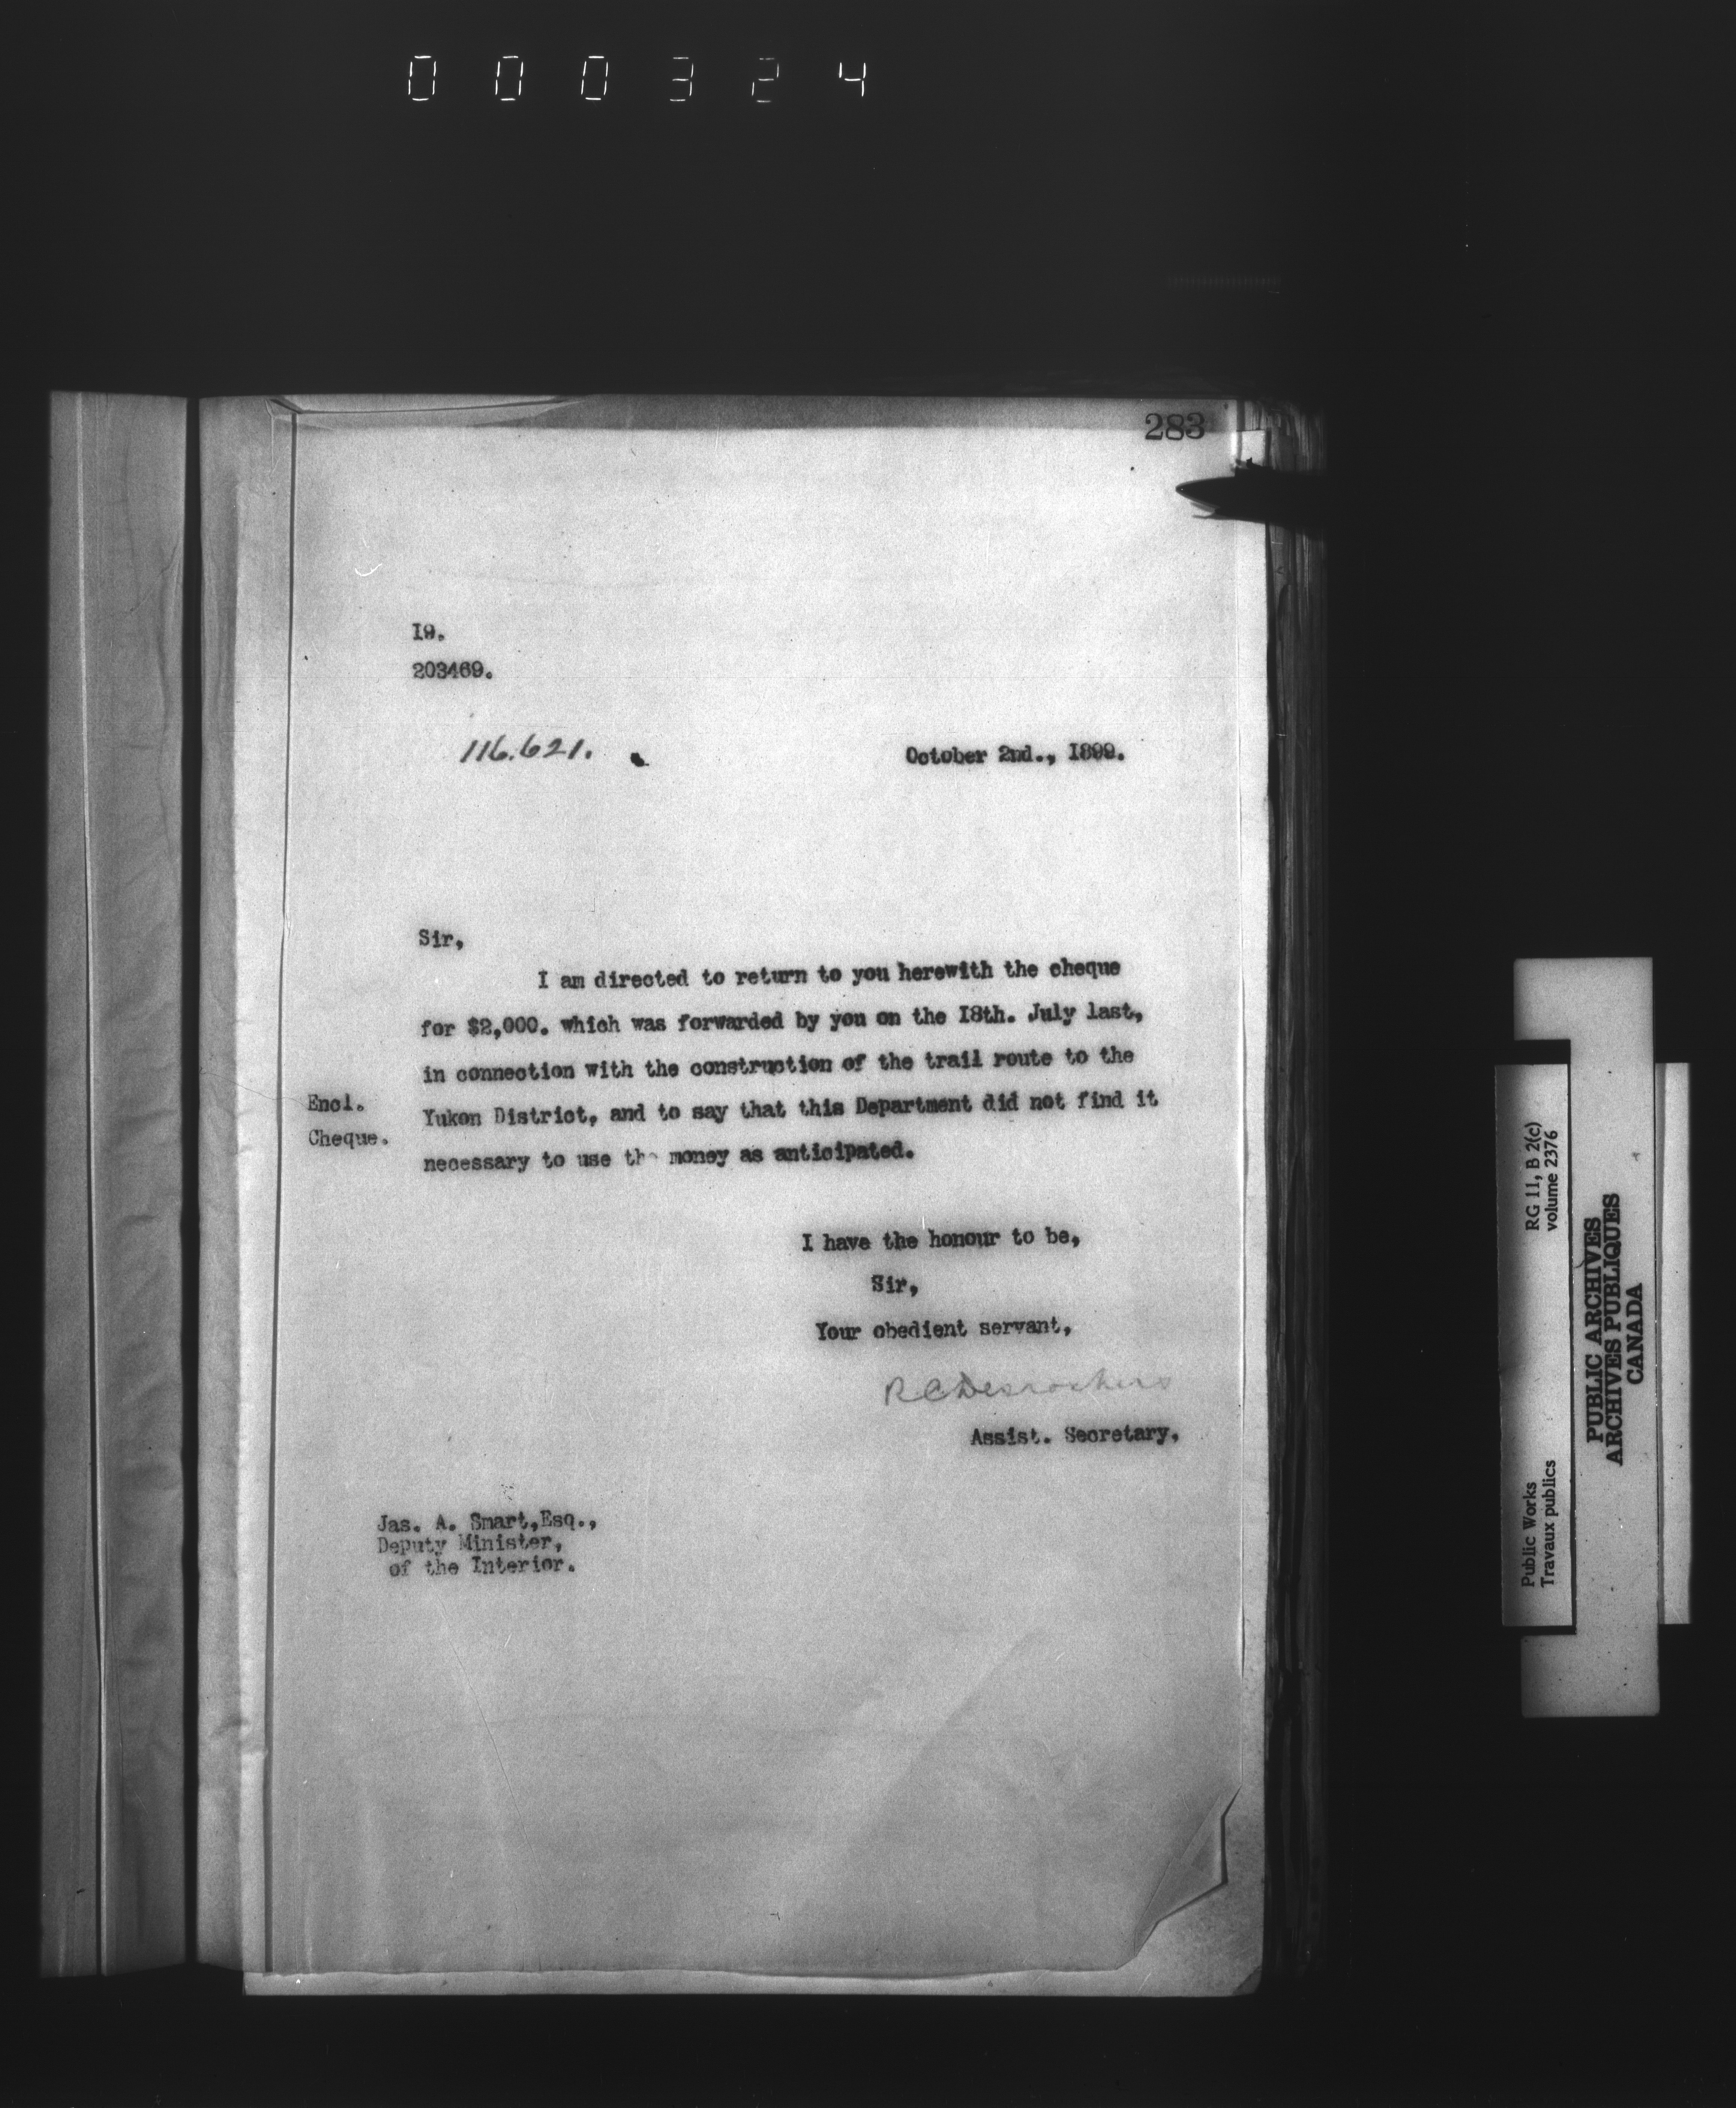 000324
283
I9.
203469.
116.621.
October 2nd., I899.
Sir,
I am directed to return to you herewith the cheque
for $2,000. which was forwarded by you on the I8th. July last,
in connection with the construction of the trail route to the
Encl.
Yukon District, and to say that this Department did not find it
Cheque.
necessary to use the money as anticipated.
I have the honour to be,
Sir,
Your obedient servant,
RCDesrochers
Assist. Secretary.
Jas. A. Smart,Esq.,
Deputy Minister,
of the Interior.
RG 11, B 2(c)
volume 2376
Public Works
Travaux publics
PUBLIC ARCHIVES
ARCHIVES PUBLIQUES
CANADA